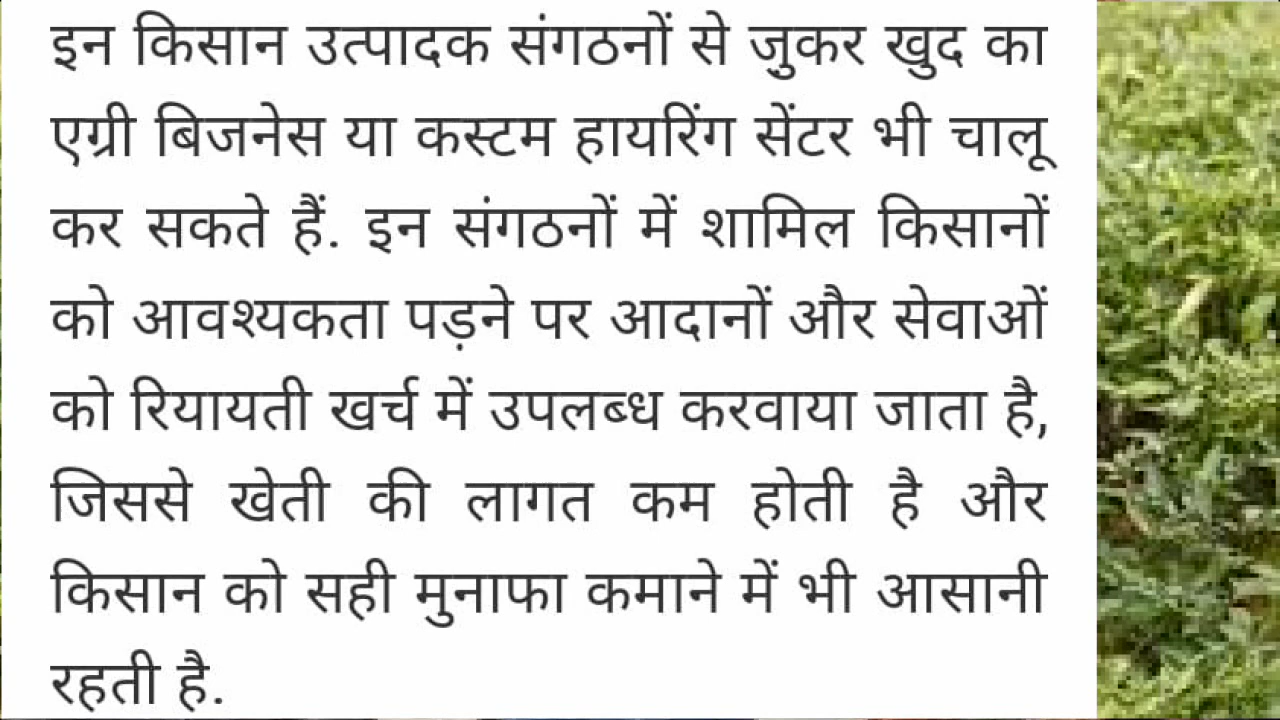 इन किसान उत्पादक संगठनों से जुकर खुद का
एग्री बिजनेस या कस्टम हायरिंग सेंटर भी चालू
कर सकते हैं. इन संगठनों में शामिल किसानों
को आवश्यकता पड़ने पर आदानों और सेवाओं
को रियायती खर्च में उपलब्ध करवाया जाता है,
जिससे खेती की लागत कम होती है और
किसान को सही मुनाफा कमाने में भी आसानी
रहती है.